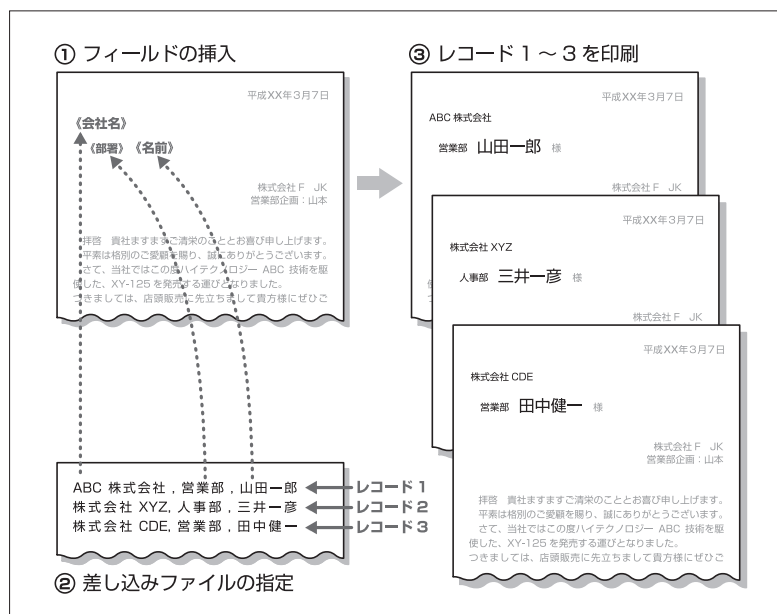 ① フィールドの挿入
平成XX年3月7日
《会社名》
《部署》 《名前》
株式会社F JK
営業部企画：山本
拝啓 貴社ますますご清栄のこととお喜び申し上げます。
平素は格別のご愛顧を賜り、誠にありがとうございます。
さて、当社ではこの度ハイテクノロジー ABC 技術を駆
使した、XY-125 を発売する運びとなりました。
つきましては、店頭販売に先立ちまして貴方様にぜひご
ABC 株式会社 , 営業部 , 山田一郎 レコード1
株式会社 XYZ, 人事部 , 三井一彦 レコード2
株式会社 CDE, 営業部 , 田中健一 レコード3
② 差し込みファイルの指定
③ レコード 1 ～ 3 を印刷
平成XX年3月7日
ABC 株式会社
営業部 山田一郎 様
株式会社F JK
平成XX年3月7日
株式会社 XYZ
人事部 三井一彦 様
株式会社F JK
平成XX年3月7日
株式会社 CDE
営業部 田中健一 様
株式会社F JK
営業部企画：山本
拝啓 貴社ますますご清栄のこととお喜び申し上げます。
平素は格別のご愛顧を賜り、誠にありがとうございます。
さて、当社ではこの度ハイテクノロジー ABC 技術を駆
使した、XY-125 を発売する運びとなりました。
つきましては、店頭販売に先立ちまして貴方様にぜひご